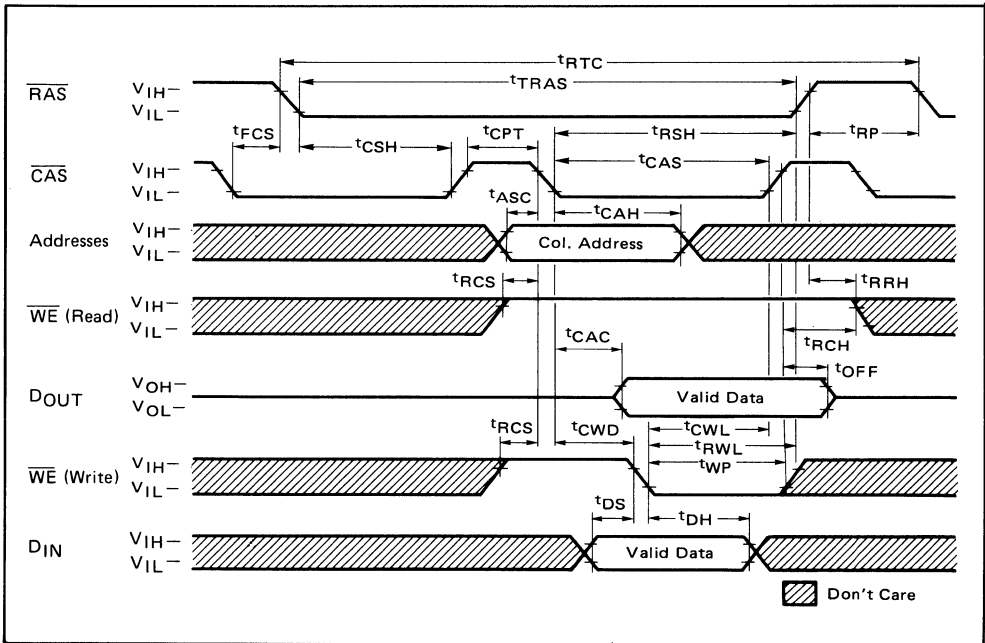 tRTC
tTRAS
RAS VIH–
VIL–
tFCS tCSH tCPT tRSH tRP
CAS VIH–
VIL–
tCAS
tASC tCAH
Addresses VIH–
VIL–
Col. Address
tRCS tRRH
WE (Read) VIH–
VIL–
tRCH
tCAC tOFF
DOUT VOH–
VOL–
Valid Data
tRCS tCWD tCWL
tRWL
tWP
WE (Write) VIH–
VIL–
tDS tDH
DIN VIH–
VIL–
Valid Data
Don't Care